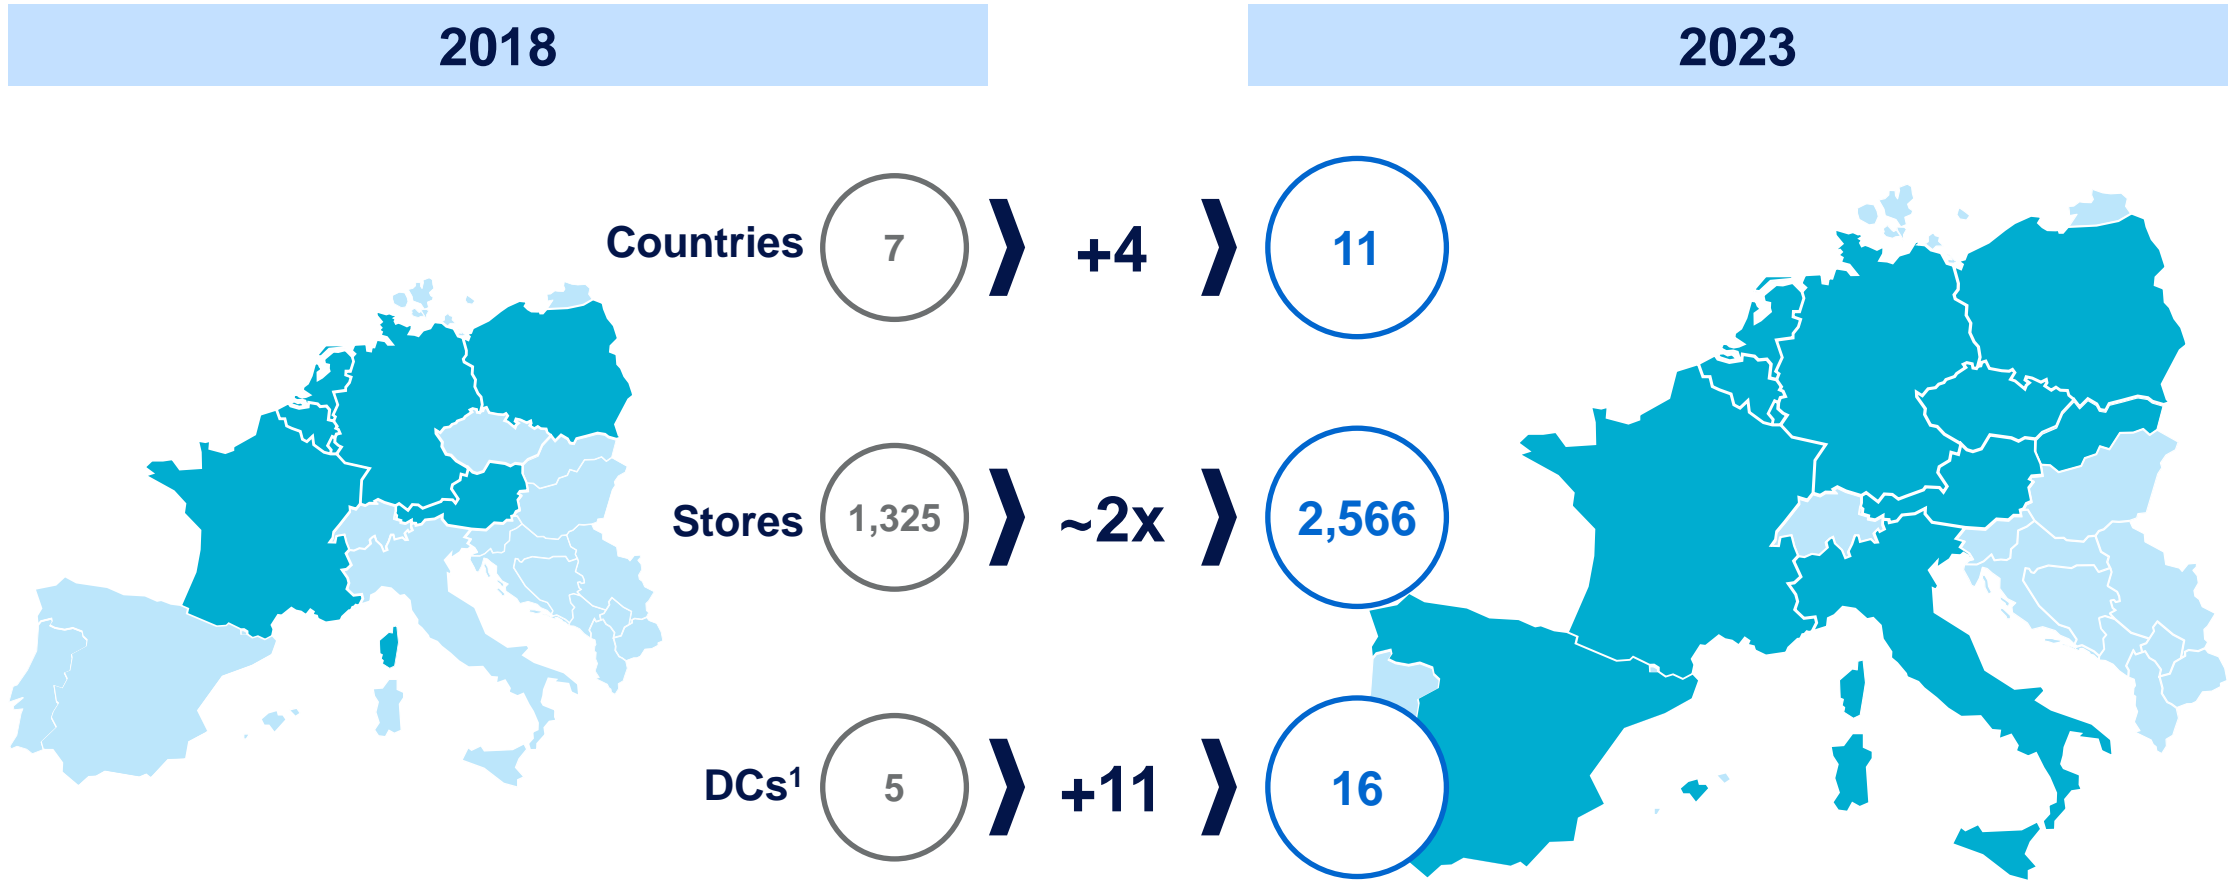 2018
2023
Countries 7 +4 11
Stores 1,325 ~2x 2,566
DCs¹ 5 +11 16